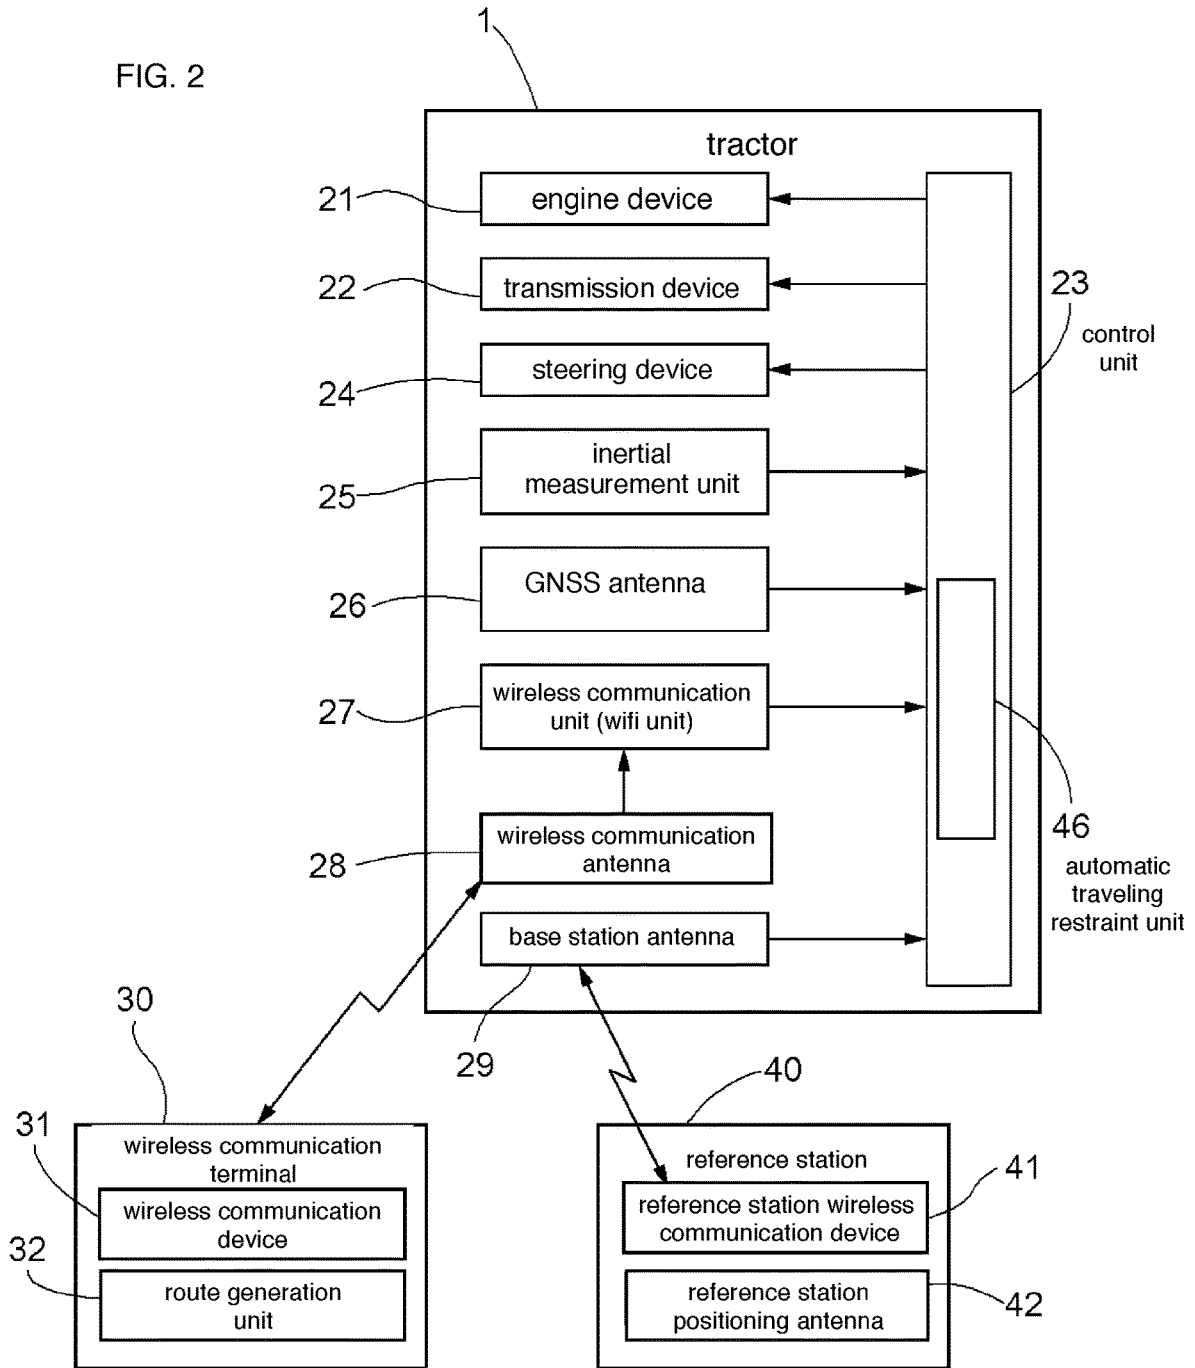 1
FIG. 2
tractor
21
engine device
22
transmission device
23
control
unit
24
steering device
25
inertial
measurement unit
26
GNSS antenna
27
wireless communication
unit (wifi unit)
46
automatic
traveling
restraint unit
28
wireless communication
antenna
base station antenna
29
30
40
31
wireless communication
terminal
wireless communication
device
32
route generation
unit
reference station
41
reference station wireless
communication device
reference station
positioning antenna
42